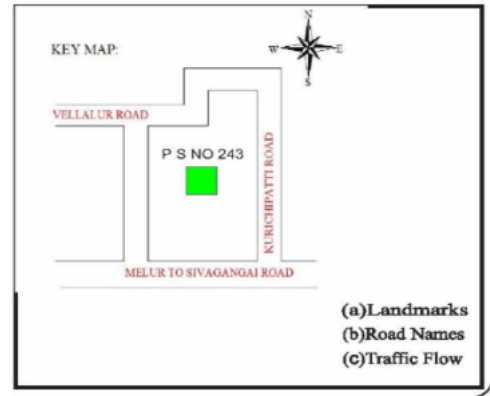 N
KEY MAP:
W E
S
VELLALUR ROAD
P S NO 243
KURICHIPATTI ROAD
MELUR TO SIVAGANGAI ROAD
(a)Landmarks
(b)Road Names
(c)Traffic Flow